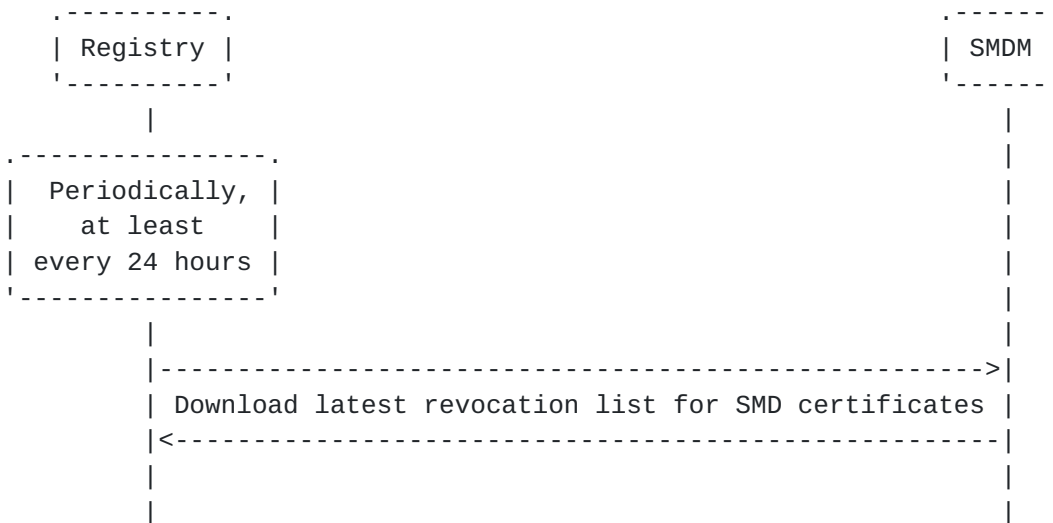 Registry
SMDM
Periodically,
at least
every 24 hours
Download latest revocation list for SMD certificates